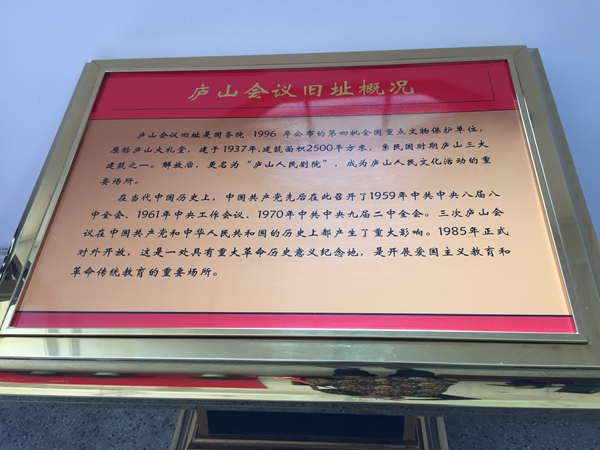 庐山会议旧址概况
庐山会议旧址是国务院 1996 年公布的第四批全国重点文物保护单位,
原称庐山大礼堂, 建于1937年,建筑面积2500平方米, 系民国时期庐山三大
建筑之一。解放后, 更名为“庐山人民剧院”, 成为庐山人民文化活动的重
要场所。
在当代中国历史上, 中国共产党先后在此召开了1959年中共中央八届八
中全会、1961年中央工作会议、1970年中共中央九届二中全会。三次庐山会
议在中国共产党和中华人民共和国的历史上都产生了重大影响。1985年正式
对外开放, 这是一处具有重大革命历史意义纪念地, 是开展爱国主义教育和
革命传统教育的重要场所。